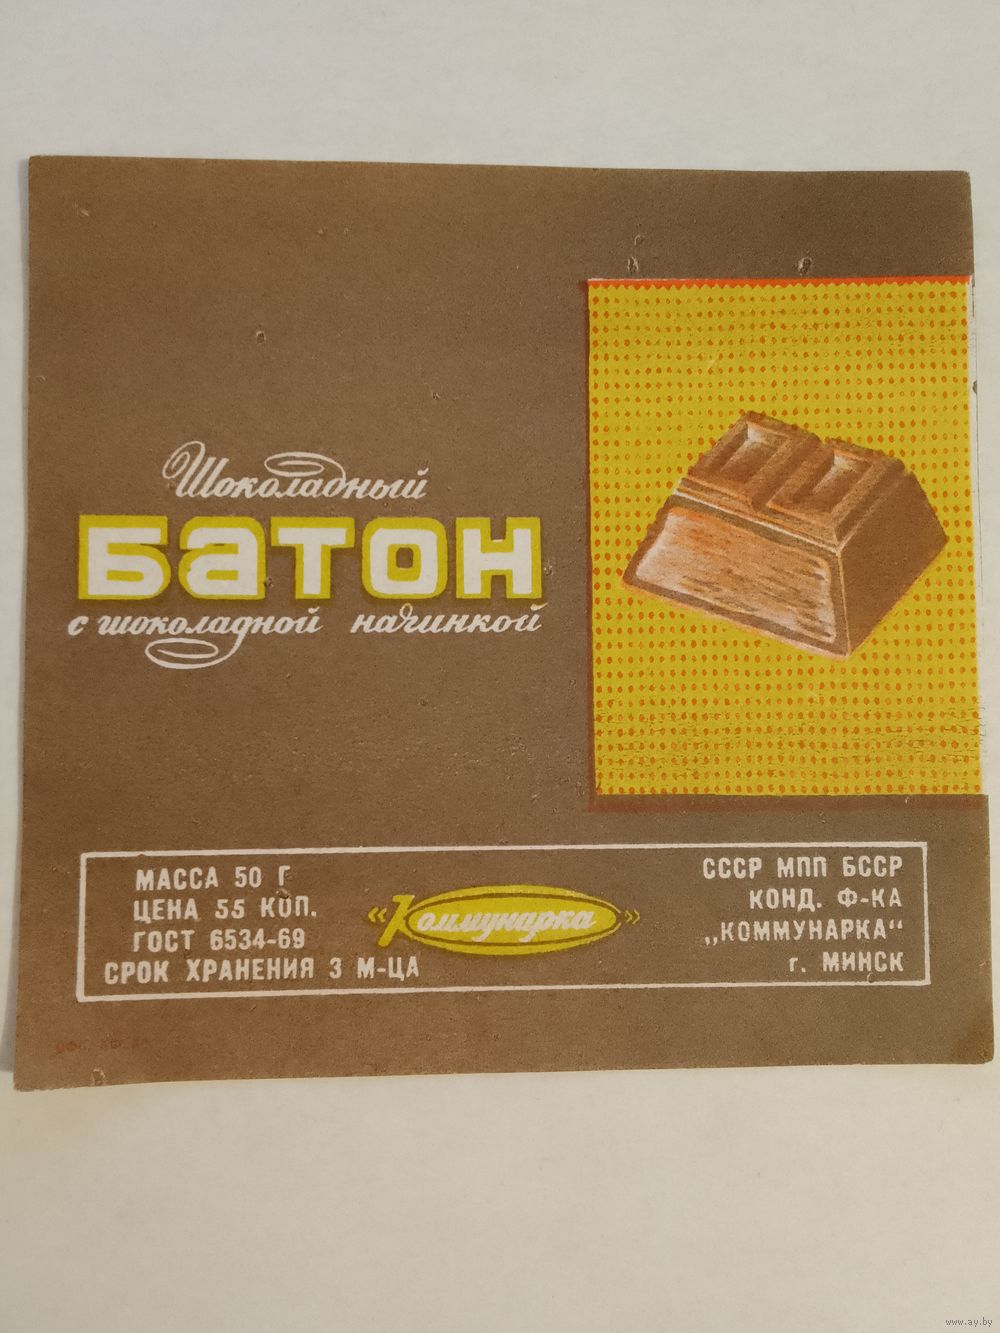 Шоколадный
БАТОН
с шоколадной начинкой
МАССА 50 Г
ЦЕНА 55 КОП.
ГОСТ 6534-69
СРОК ХРАНЕНИЯ 3 М-ЦА
«Коммунарка»
СССР МПП БССР
КОНД. Ф-КА
„КОММУНАРКА“
г. МИНСК
www.ay.by